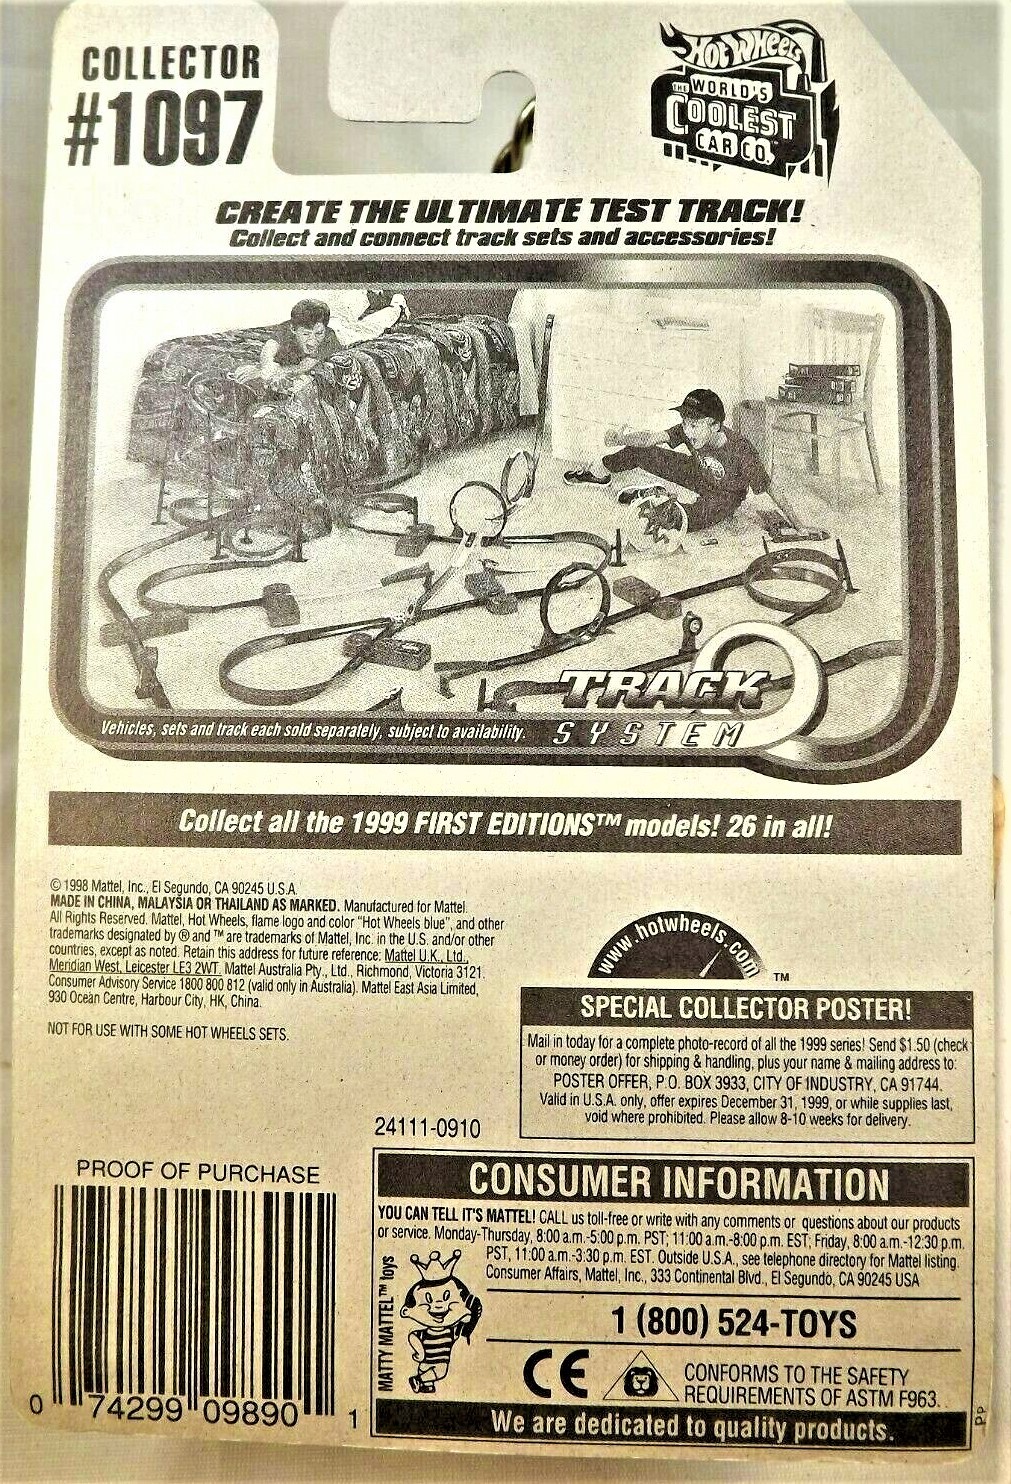 COLLECTOR
#1097
HOT WHEELS
THE WORLD'S
COOLEST
CAR CO.™
CREATE THE ULTIMATE TEST TRACK!
Collect and connect track sets and accessories!
TRACK
SYSTEM
Vehicles, sets and track each sold separately, subject to availability.
Collect all the 1999 FIRST EDITIONS™ models! 26 in all!
© 1998 Mattel, Inc., El Segundo, CA 90245 U.S.A.
MADE IN CHINA, MALAYSIA OR THAILAND AS MARKED. Manufactured for Mattel.
All Rights Reserved. Mattel, Hot Wheels, flame logo and color "Hot Wheels blue", and other
trademarks designated by ® and ™ are trademarks of Mattel, Inc. in the U.S. and/or other
countries, except as noted. Retain this address for future reference: Mattel U.K., Ltd.,
Meridian West, Leicester LE3 2WT. Mattel Australia Pty., Ltd., Richmond, Victoria 3121.
Consumer Advisory Service 1800 800 812 (valid only in Australia). Mattel East Asia Limited,
930 Ocean Centre, Harbour City, HK, China.
NOT FOR USE WITH SOME HOT WHEELS SETS.
www.hotwheels.com
™
SPECIAL COLLECTOR POSTER!
Mail in today for a complete photo-record of all the 1999 series! Send $1.50 (check
or money order) for shipping & handling, plus your name & mailing address to:
POSTER OFFER, P.O. BOX 3933, CITY OF INDUSTRY, CA 91744.
Valid in U.S.A. only, offer expires December 31, 1999, or while supplies last,
void where prohibited. Please allow 8-10 weeks for delivery.
24111-0910
PROOF OF PURCHASE
0 74299 09890 1
CONSUMER INFORMATION
YOU CAN TELL IT'S MATTEL! CALL us toll-free or write with any comments or questions about our products
or service. Monday-Thursday, 8:00 a.m.-5:00 p.m. PST; 11:00 a.m.-8:00 p.m. EST; Friday, 8:00 a.m.-12:30 p.m.
PST, 11:00 a.m.-3:30 p.m. EST. Outside U.S.A., see telephone directory for Mattel listing.
Consumer Affairs, Mattel, Inc., 333 Continental Blvd., El Segundo, CA 90245 USA
MATTY MATTEL™ toys
1 (800) 524-TOYS
CE
CONFORMS TO THE SAFETY
REQUIREMENTS OF ASTM F963.
We are dedicated to quality products.
PP